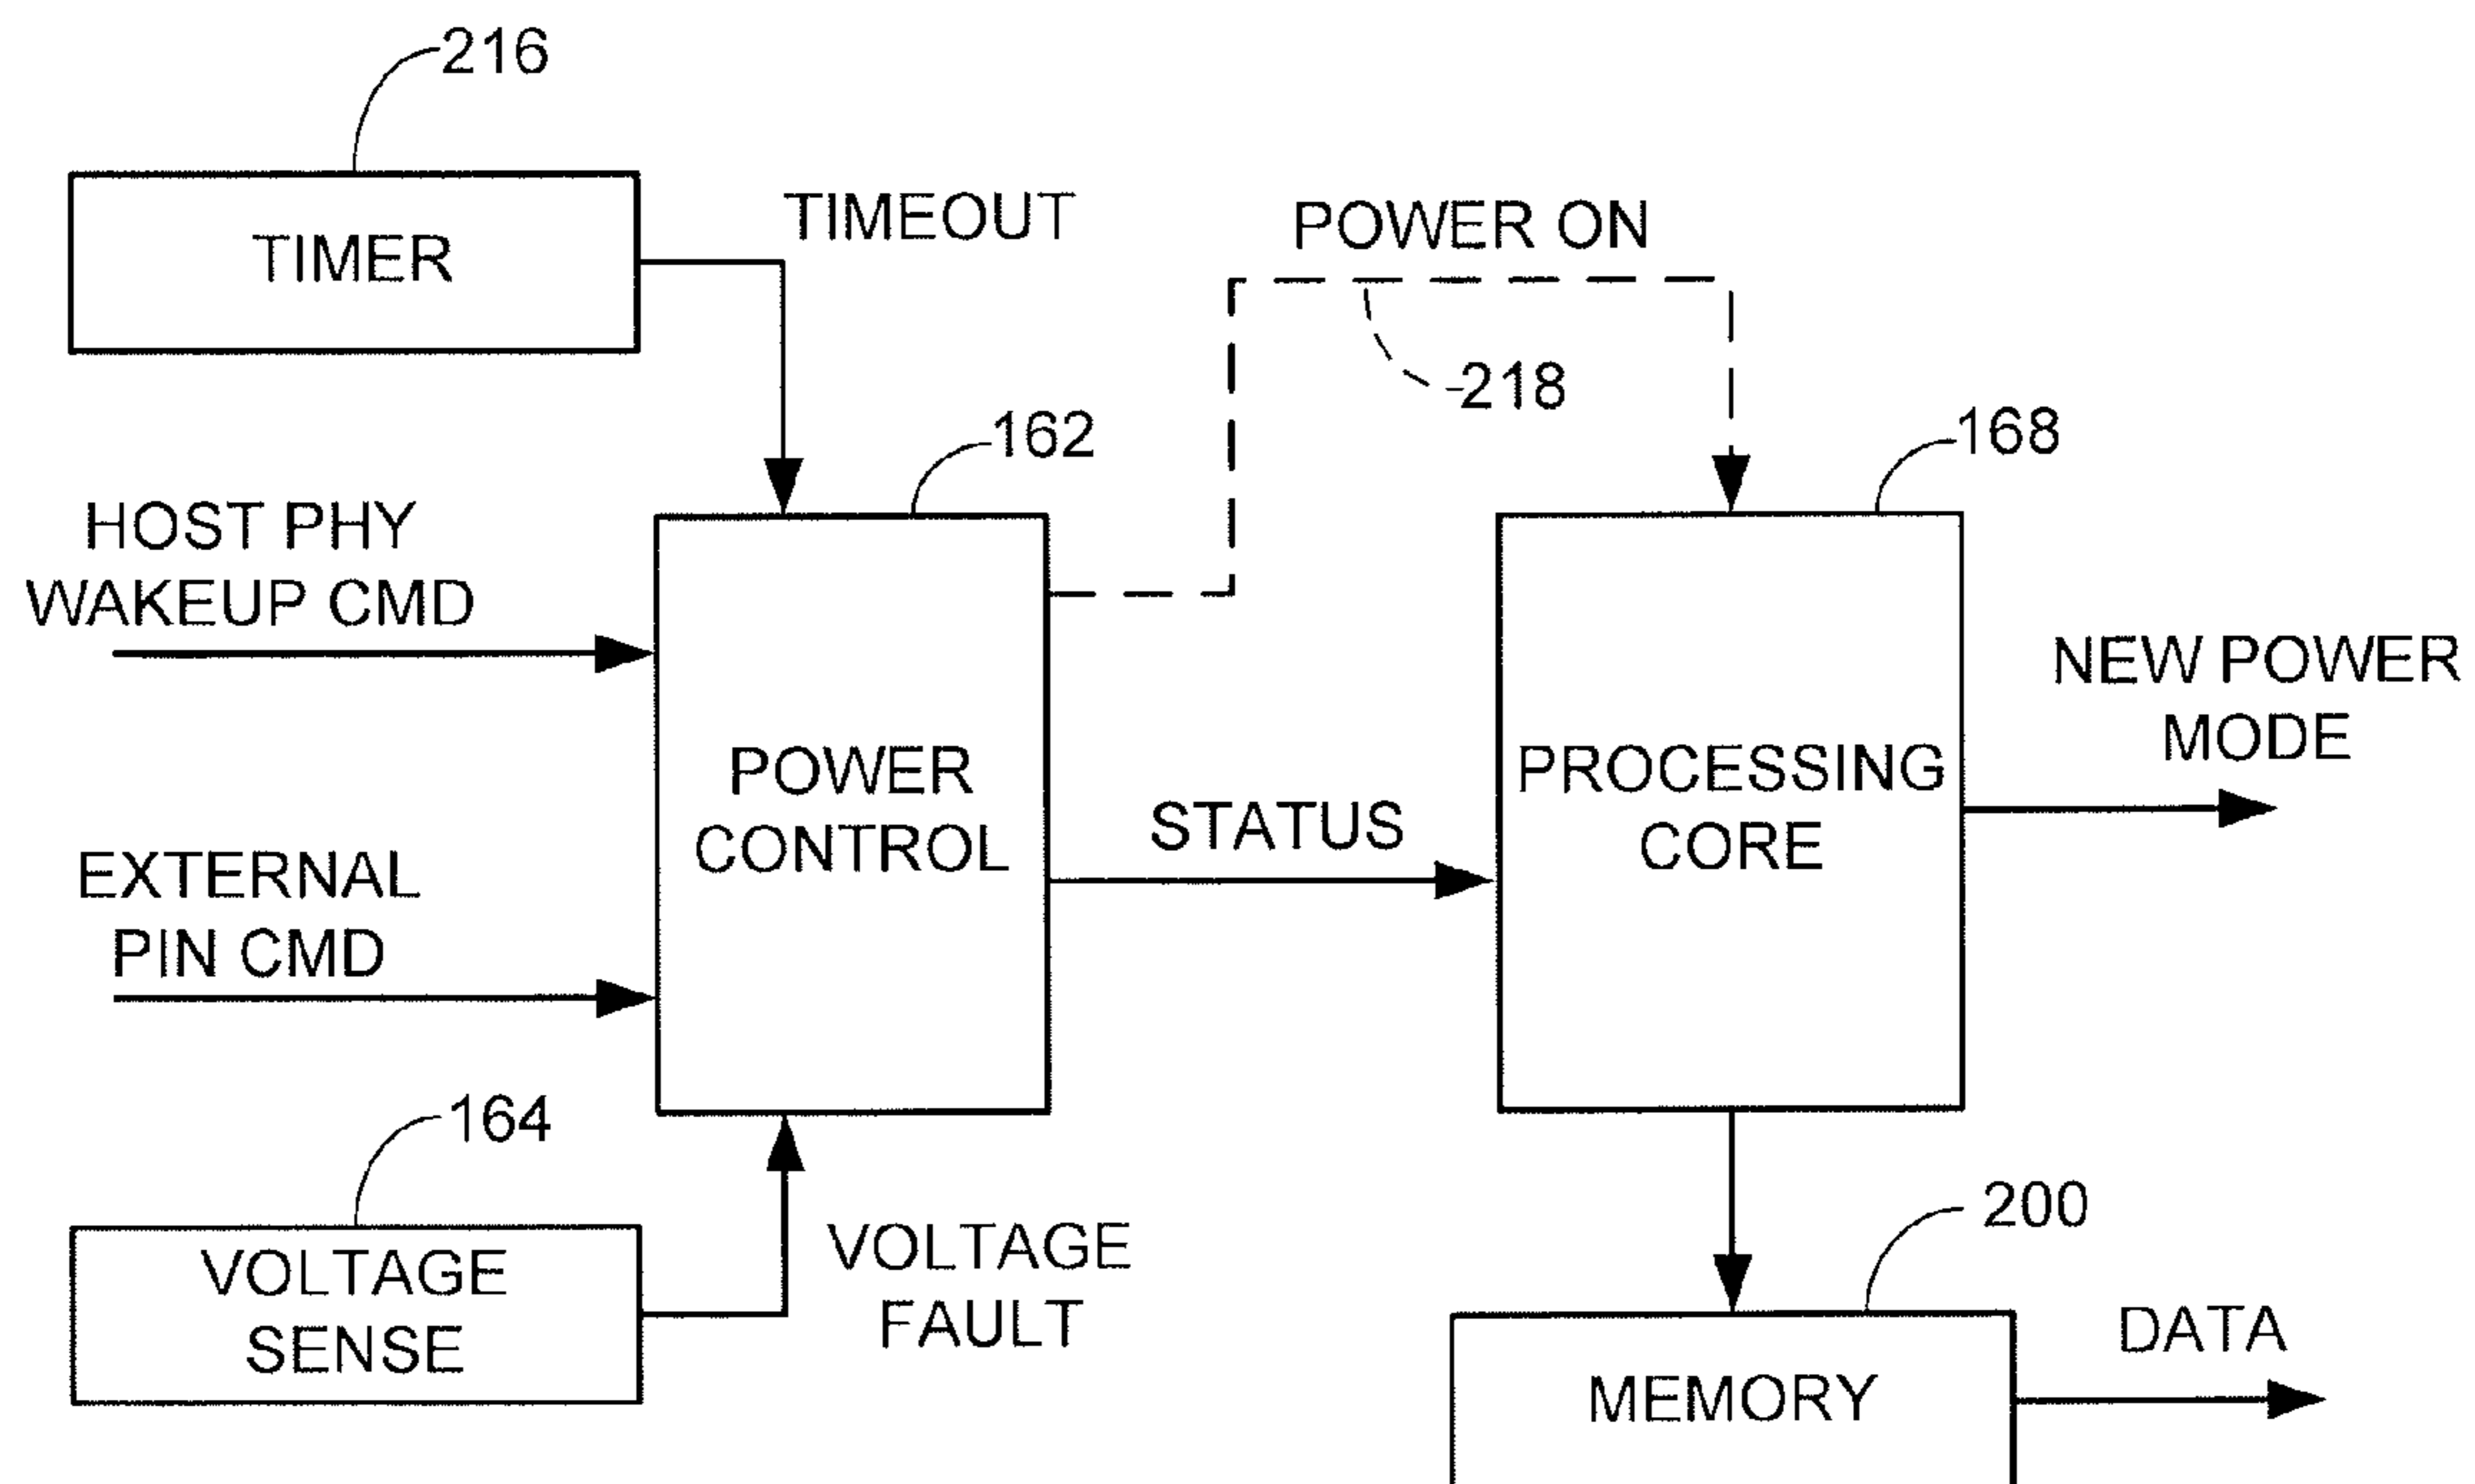 216
TIMER
TIMEOUT
POWER ON
218
162
168
HOST PHY
WAKEUP CMD
NEW POWER
MODE
POWER
CONTROL
PROCESSING
CORE
STATUS
EXTERNAL
PIN CMD
164
VOLTAGE
SENSE
VOLTAGE
FAULT
200
MEMORY
DATA